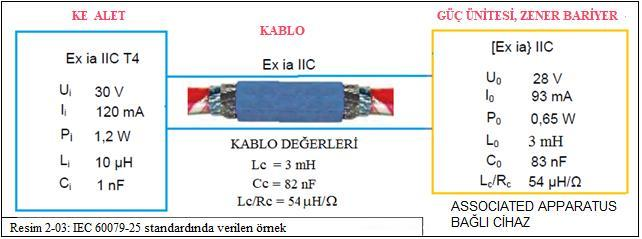 KE ALET
KABLO
GÜÇ ÜNİTESİ, ZENER BARİYER
Ex ia IIC T4
Ui 30 V
Ii 120 mA
Pi 1,2 W
Li 10 µH
Ci 1 nF
Ex ia IIC
KABLO DEĞERLERİ
Lc = 3 mH
Cc = 82 nF
Lc/Rc = 54 µH/Ω
[Ex ia} IIC
U0 28 V
I0 93 mA
P0 0,65 W
L0 3 mH
C0 83 nF
Lc/Rc 54 µH/Ω
ASSOCIATED APPARATUS
BAĞLI CİHAZ
Resim 2-03: IEC 60079-25 standardında verilen örnek